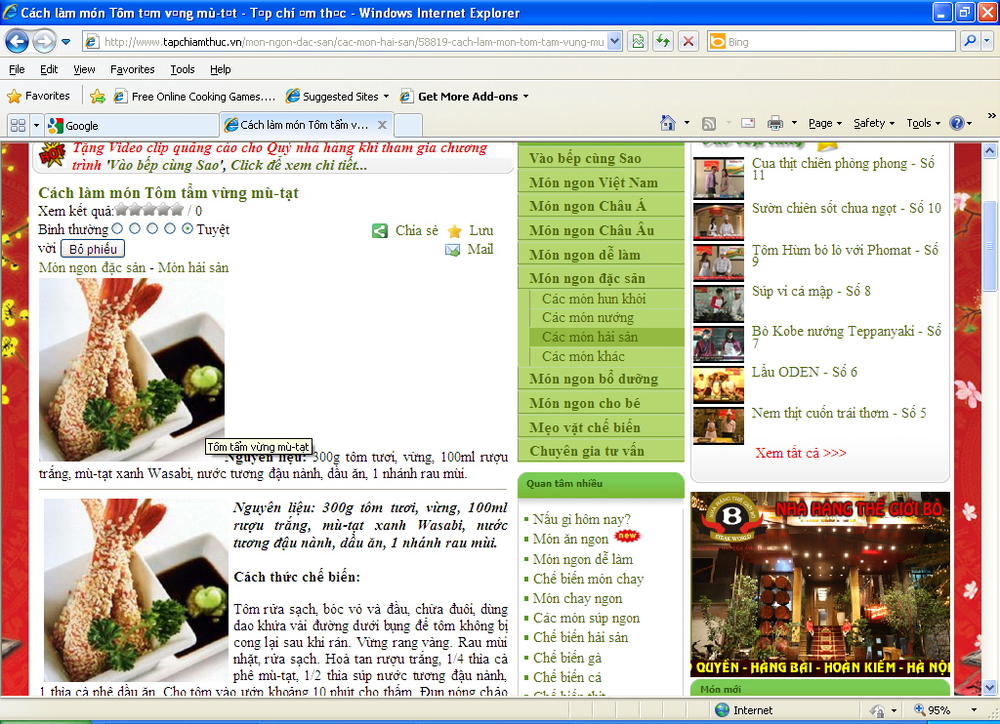 Cách làm món Tôm tẩm vừng mù-tạt - Tạp chí ẩm thực - Windows Internet Explorer
http://www.tapchiamthuc.vn/mon-ngon-dac-san/cac-mon-hai-san/58819-cach-lam-mon-tom-tam-vung-mu
Bing
File Edit View Favorites Tools Help
Favorites
Free Online Cooking Games....
Suggested Sites
Get More Add-ons
Google
Cách làm món Tôm tẩm v...
Page
Safety
Tools
HOT
Tặng Video clip quảng cáo cho Quý nhà hàng khi tham gia chương
trình 'Vào bếp cùng Sao', Click để xem chi tiết...
Cách làm món Tôm tẩm vừng mù-tạt
Xem kết quả: / 0
Bình thường Tuyệt
vời Bỏ phiếu
Chia sẻ
Lưu
Mail
Món ngon đặc sản - Món hải sản
Tôm tẩm vừng mù-tạt
Nguyên liệu: 300g tôm tươi, vừng, 100ml rượu
trắng, mù-tạt xanh Wasabi, nước tương đậu nành, dầu ăn, 1 nhánh rau mùi.
Nguyên liệu: 300g tôm tươi, vừng, 100ml
rượu trắng, mù-tạt xanh Wasabi, nước
tương đậu nành, dầu ăn, 1 nhánh rau mùi.
Cách thức chế biến:
Tôm rửa sạch, bóc vỏ và đầu, chừa đuôi, dùng
dao khứa vài đường dưới bụng để tôm không bị
cong lại sau khi rán. Vừng rang vàng. Rau mùi
nhặt, rửa sạch. Hoà tan rượu trắng, 1/4 thìa cà
phê mù-tạt, 1/2 thìa súp nước tương đậu nành,
1 thìa cà phê dầu ăn. Cho tôm vào ướp khoảng 10 phút cho thấm. Đun nóng chảo
Vào bếp cùng Sao
Món ngon Việt Nam
Món ngon Châu Á
Món ngon Châu Âu
Món ngon dễ làm
Món ngon đặc sản
Các món hun khói
Các món nướng
Các món hải sản
Các món khác
Món ngon bổ dưỡng
Món ngon cho bé
Mẹo vặt chế biến
Chuyên gia tư vấn
Quan tâm nhiều
Nấu gì hôm nay?
Món ăn ngon new
Món ngon dễ làm
Chế biến món chay
Món chay ngon
Các món súp ngon
Chế biến hải sản
Chế biến gà
Chế biến cá
Chế biến thịt
Cua thịt chiên phòng phong - Số
11
Sườn chiên sốt chua ngọt - Số 10
Tôm Hùm bỏ lò với Phomat - Số
9
Súp vi cá mập - Số 8
Bò Kobe nướng Teppanyaki - Số
7
Lẩu ODEN - Số 6
Nem thịt cuốn trái thơm - Số 5
Xem tất cả >>>
NHÀ HÀNG THẾ GIỚI BÒ
8
STEAK WORLD
QUYỀN - HÀNG BÀI - HOÀN KIẾM - HÀ NỘI
Món mới
Internet
95%